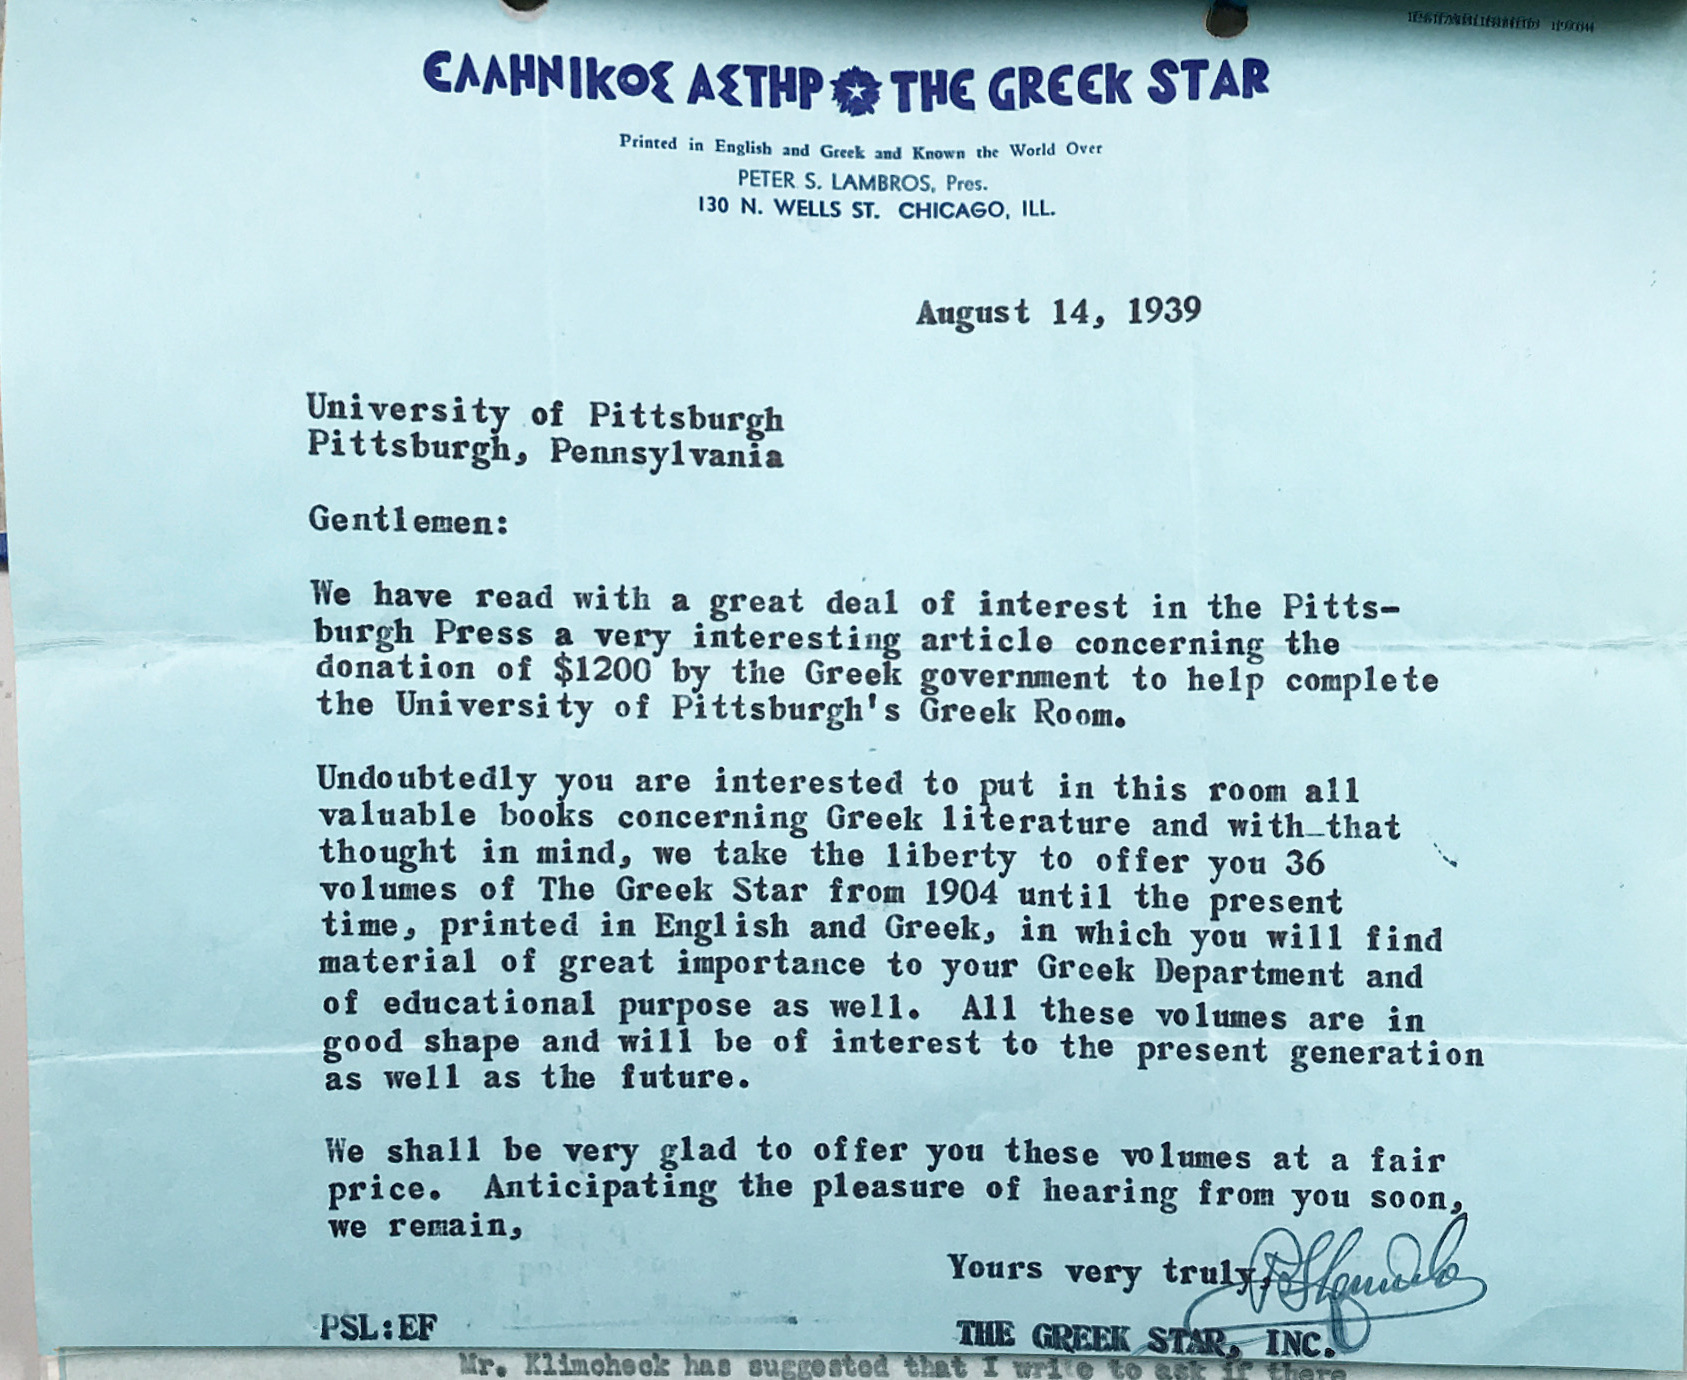 ESTABLISHED 1904
ΕΛΛΗΝΙΚΟΣ ΑΣΤΗΡ THE GREEK STAR
Printed in English and Greek and Known the World Over
PETER S. LAMBROS, Pres.
130 N. WELLS ST. CHICAGO, ILL.
August 14, 1939
University of Pittsburgh
Pittsburgh, Pennsylvania
Gentlemen:
We have read with a great deal of interest in the Pitts-
burgh Press a very interesting article concerning the
donation of $1200 by the Greek government to help complete
the University of Pittsburgh's Greek Room.
Undoubtedly you are interested to put in this room all
valuable books concerning Greek literature and with that
thought in mind, we take the liberty to offer you 36
volumes of The Greek Star from 1904 until the present
time, printed in English and Greek, in which you will find
material of great importance to your Greek Department and
of educational purpose as well. All these volumes are in
good shape and will be of interest to the present generation
as well as the future.
We shall be very glad to offer you these volumes at a fair
price. Anticipating the pleasure of hearing from you soon,
we remain,
Yours very truly,
PSL:EF
THE GREEK STAR, INC.
Mr. Klimcheck has suggested that I write to ask if there